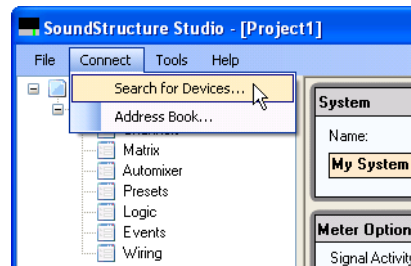 SoundStructure Studio - [Project1]
File Connect Tools Help
Search for Devices...
Address Book...
Matrix
Automixer
Presets
Logic
Events
Wiring
System
Name:
My System
Meter Option
Signal Activity